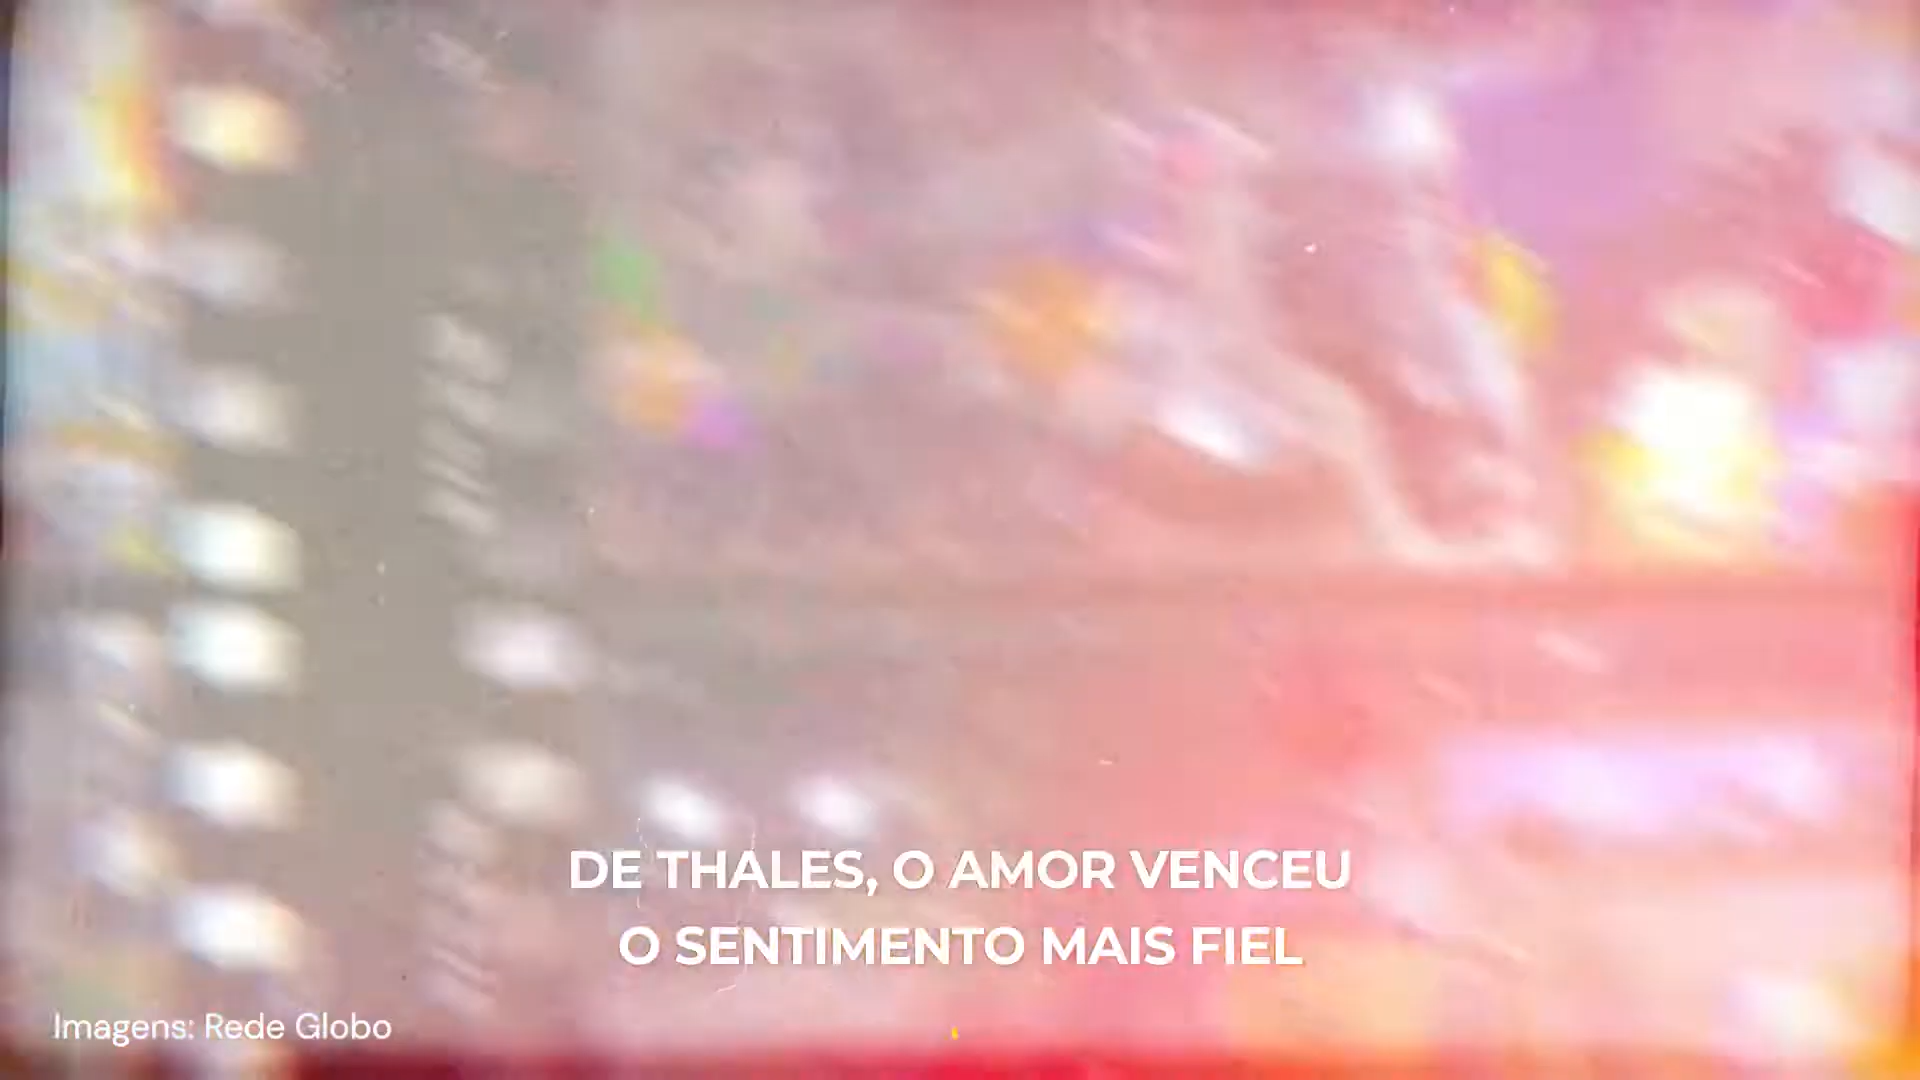 DE THALES, O AMOR VENCEU
O SENTIMENTO MAIS FIEL
Imagens: Rede Globo